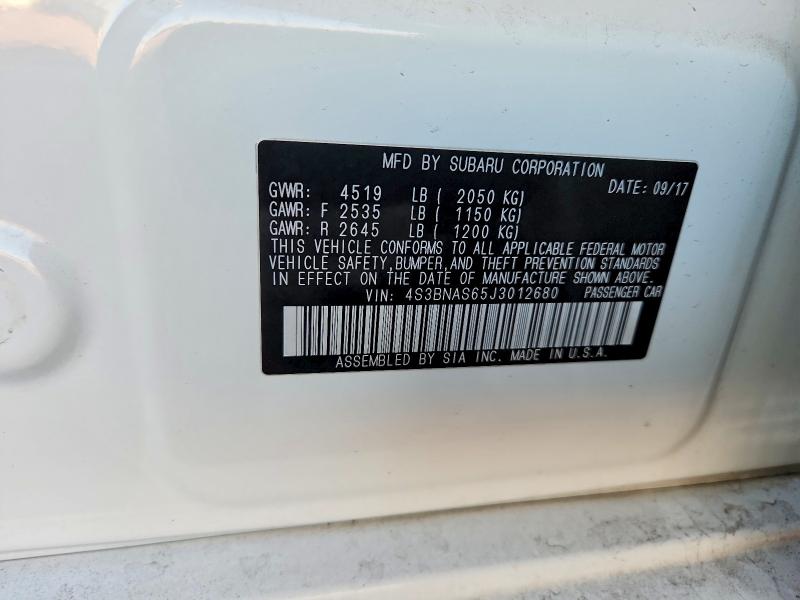 MFD BY SUBARU CORPORATION
DATE: 09/17
GVWR: 4519 LB ( 2050 KG)
GAWR: F 2535 LB ( 1150 KG)
GAWR: R 2645 LB ( 1200 KG)
THIS VEHICLE CONFORMS TO ALL APPLICABLE FEDERAL MOTOR
VEHICLE SAFETY, BUMPER, AND THEFT PREVENTION STANDARDS
IN EFFECT ON THE DATE OF MANUFACTURE SHOWN ABOVE.
VIN: 4S3BNAS65J3012680 PASSENGER CAR
ASSEMBLED BY SIA INC. MADE IN U.S.A.